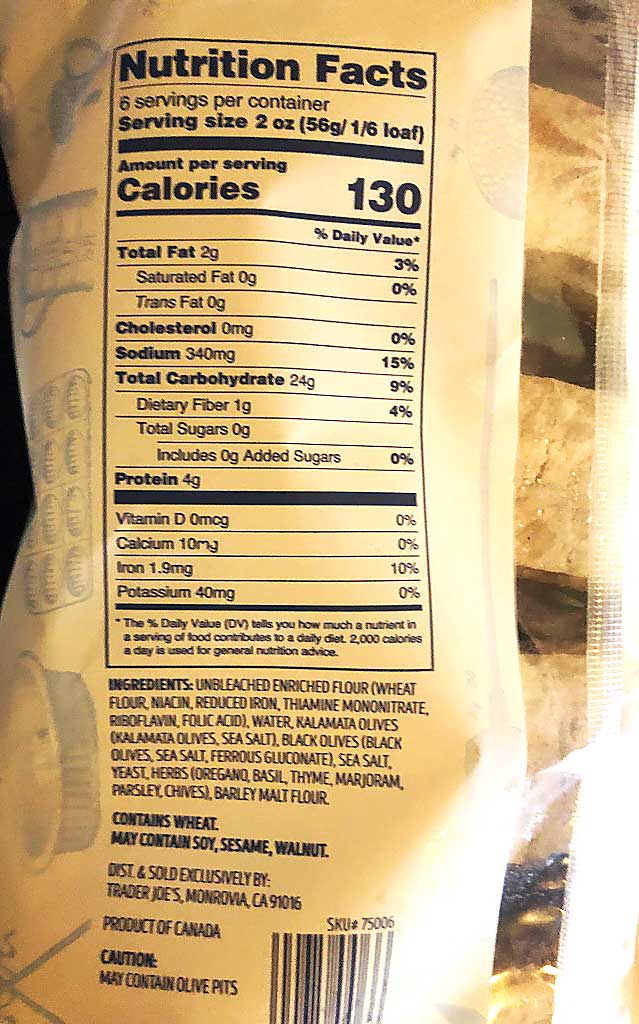 Nutrition Facts
6 servings per container
Serving size 2 oz (56g/ 1/6 loaf)
Amount per serving
Calories 130
% Daily Value*
Total Fat 2g 3%
Saturated Fat 0g 0%
Trans Fat 0g
Cholesterol 0mg 0%
Sodium 340mg 15%
Total Carbohydrate 24g 9%
Dietary Fiber 1g 4%
Total Sugars 0g
Includes 0g Added Sugars 0%
Protein 4g
Vitamin D 0mcg 0%
Calcium 10mg 0%
Iron 1.9mg 10%
Potassium 40mg 0%
* The % Daily Value (DV) tells you how much a nutrient in
a serving of food contributes to a daily diet. 2,000 calories
a day is used for general nutrition advice.
INGREDIENTS: UNBLEACHED ENRICHED FLOUR (WHEAT
FLOUR, NIACIN, REDUCED IRON, THIAMINE MONONITRATE,
RIBOFLAVIN, FOLIC ACID), WATER, KALAMATA OLIVES
(KALAMATA OLIVES, SEA SALT), BLACK OLIVES (BLACK
OLIVES, SEA SALT, FERROUS GLUCONATE), SEA SALT,
YEAST, HERBS (OREGANO, BASIL, THYME, MARJORAM,
PARSLEY, CHIVES), BARLEY MALT FLOUR.
CONTAINS WHEAT.
MAY CONTAIN SOY, SESAME, WALNUT.
DIST. & SOLD EXCLUSIVELY BY:
TRADER JOE'S, MONROVIA, CA 91016
SKU# 75006
PRODUCT OF CANADA
CAUTION:
MAY CONTAIN OLIVE PITS